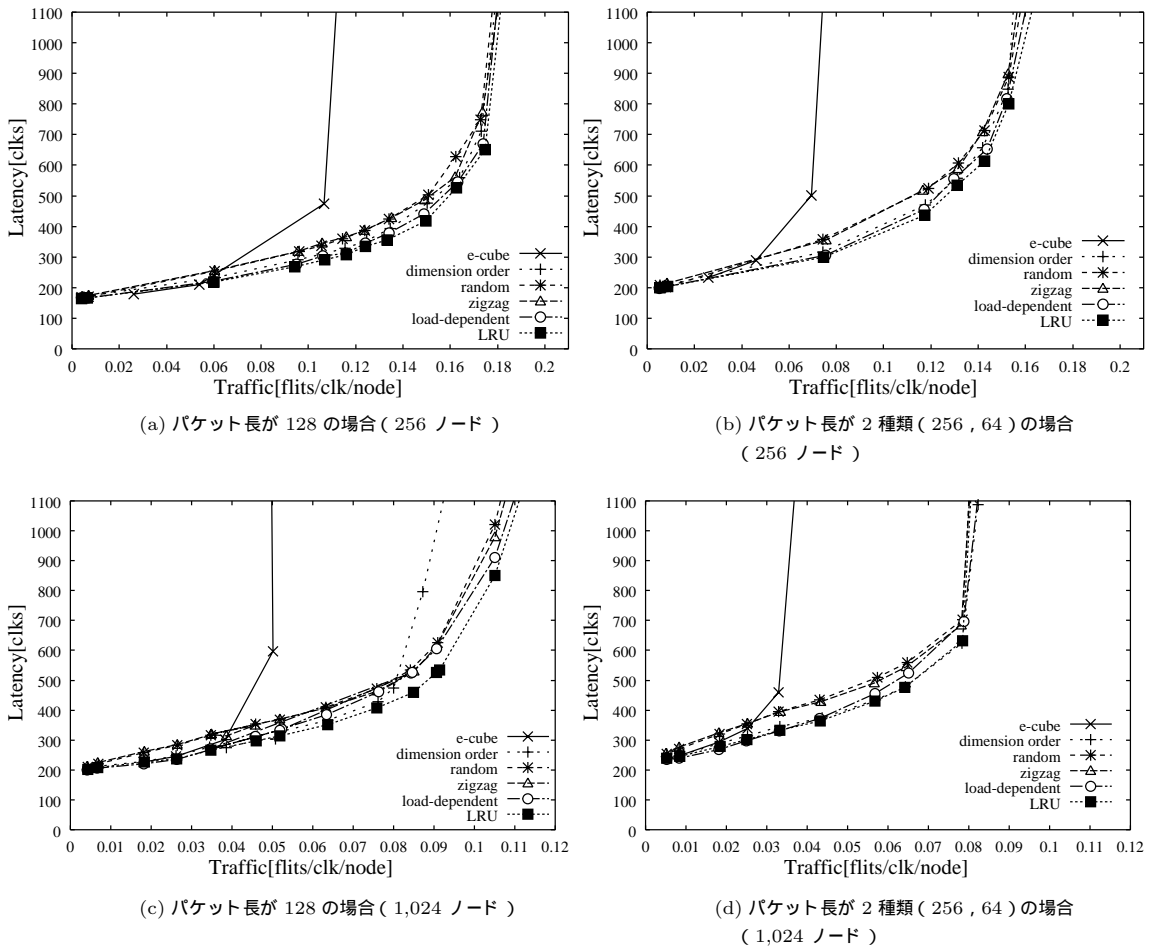 1100
1000
900
800
700
600
500
400
300
200
100
0
Latency[clks]
e-cube
dimension order
random
zigzag
load-dependent
LRU
0 0.02 0.04 0.06 0.08 0.1 0.12 0.14 0.16 0.18 0.2
Traffic[flits/clk/node]
(a) パケット長が 128 の場合(256 ノード)
1100
1000
900
800
700
600
500
400
300
200
100
0
Latency[clks]
e-cube
dimension order
random
zigzag
load-dependent
LRU
0 0.02 0.04 0.06 0.08 0.1 0.12 0.14 0.16 0.18 0.2
Traffic[flits/clk/node]
(b) パケット長が 2 種類(256,64)の場合
(256 ノード)
1100
1000
900
800
700
600
500
400
300
200
100
0
Latency[clks]
e-cube
dimension order
random
zigzag
load-dependent
LRU
0 0.01 0.02 0.03 0.04 0.05 0.06 0.07 0.08 0.09 0.1 0.11 0.12
Traffic[flits/clk/node]
(c) パケット長が 128 の場合(1,024 ノード)
1100
1000
900
800
700
600
500
400
300
200
100
0
Latency[clks]
e-cube
dimension order
random
zigzag
load-dependent
LRU
0 0.01 0.02 0.03 0.04 0.05 0.06 0.07 0.08 0.09 0.1 0.11 0.12
Traffic[flits/clk/node]
(d) パケット長が 2 種類(256,64)の場合
(1,024 ノード)